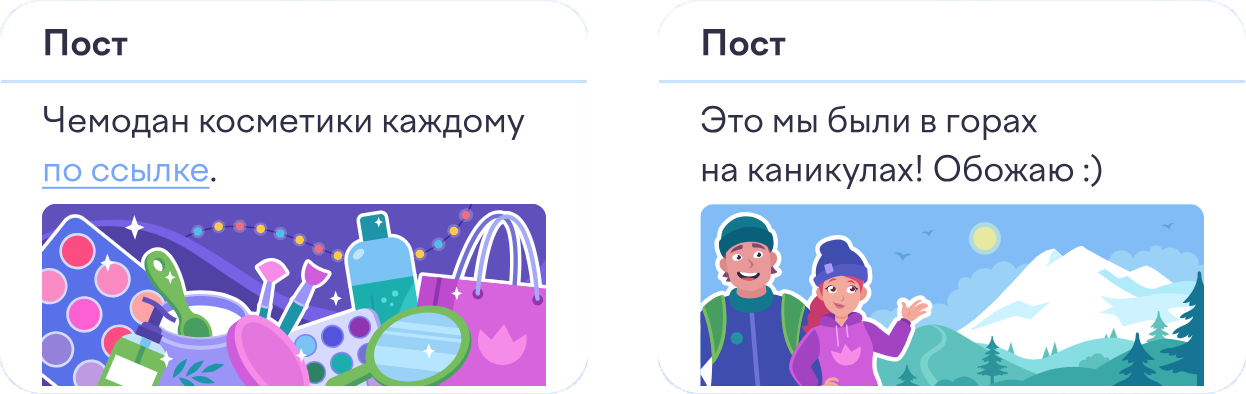 Пост
Чемодан косметики каждому
по ссылке.
Пост
Это мы были в горах
на каникулах! Обожаю :)